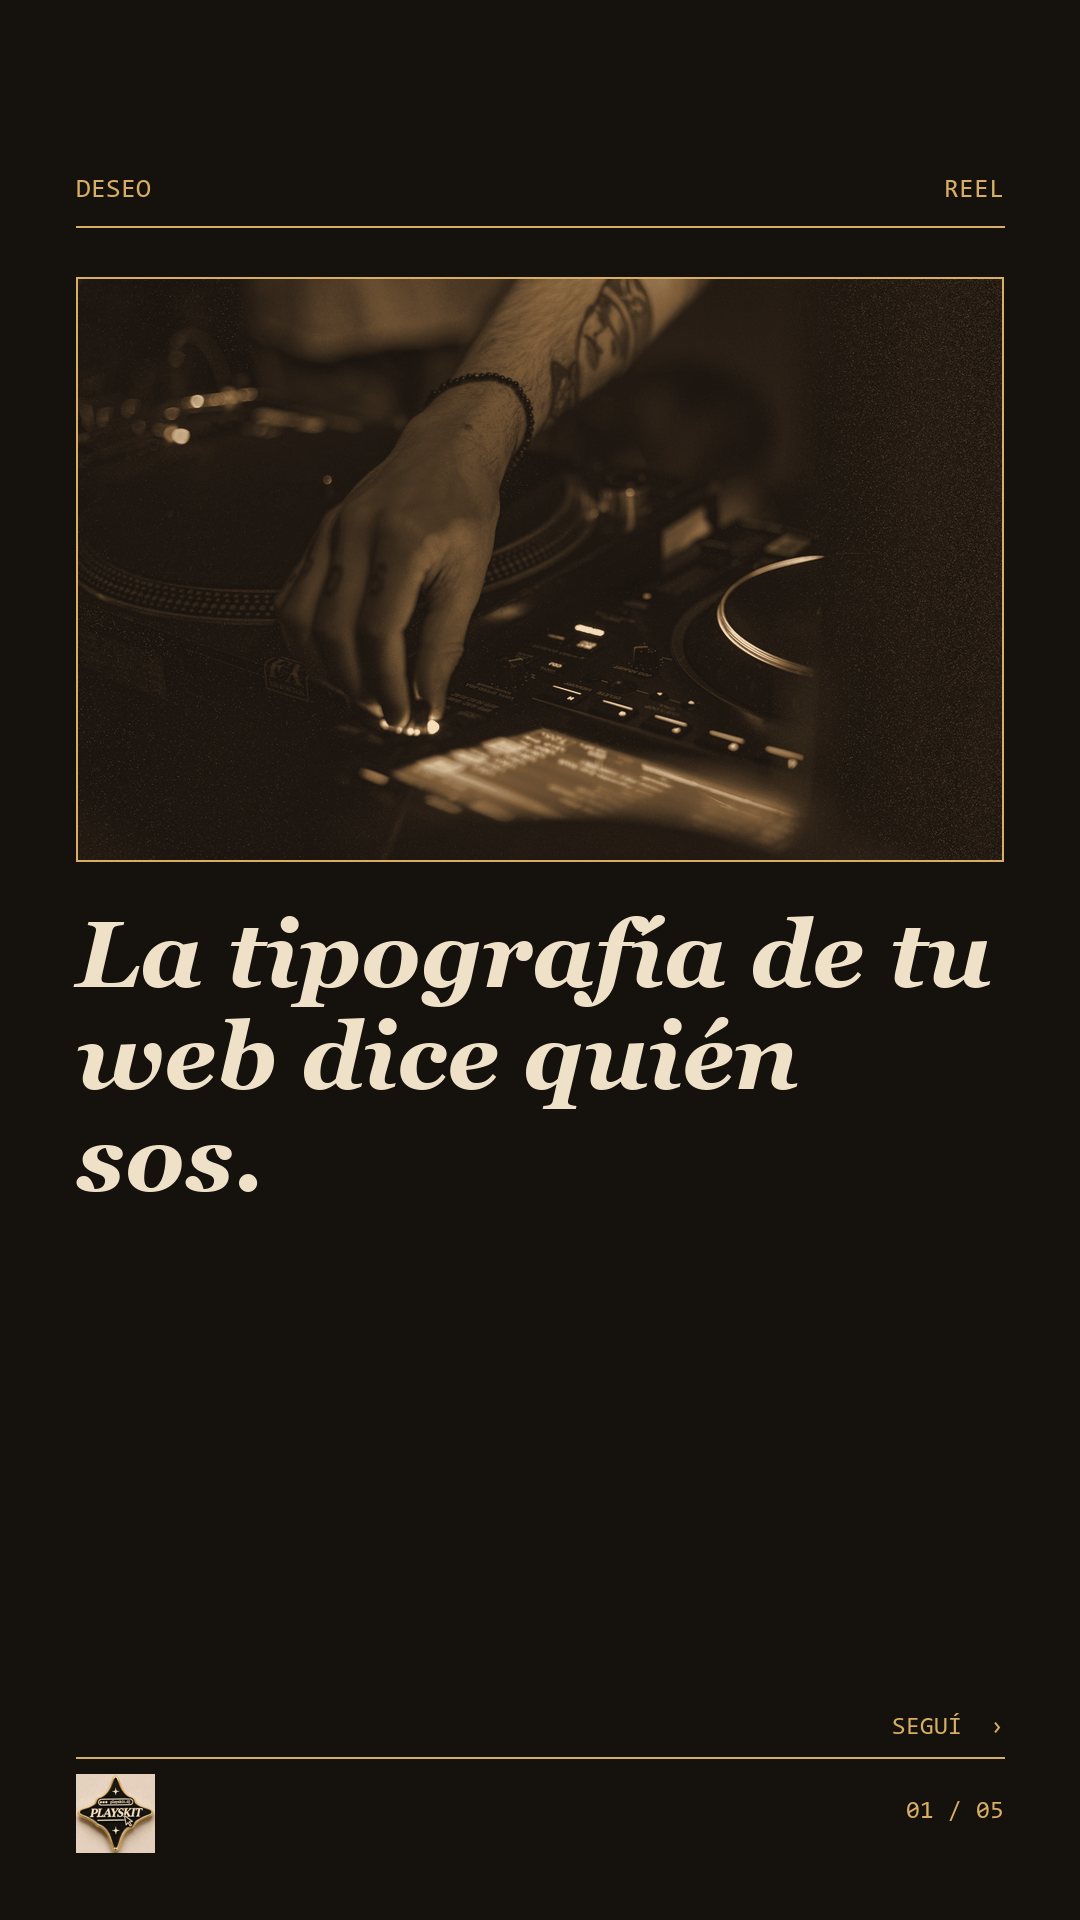 DESEO
REEL
La tipografía de tu
web dice quién
sos.
SEGUÍ ›
PLAYSKIT
01 / 05